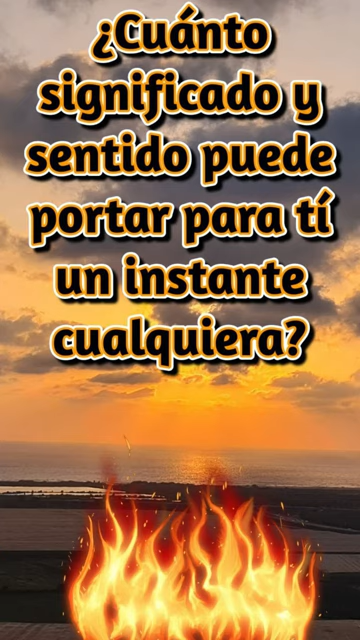 ¿Cuánto
significado y
sentido puede
portar para tí
un instante
cualquiera?